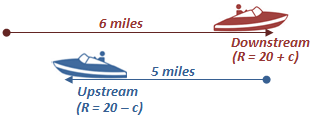 6 miles
Downstream
(R = 20 + c)
5 miles
Upstream
(R = 20 – c)